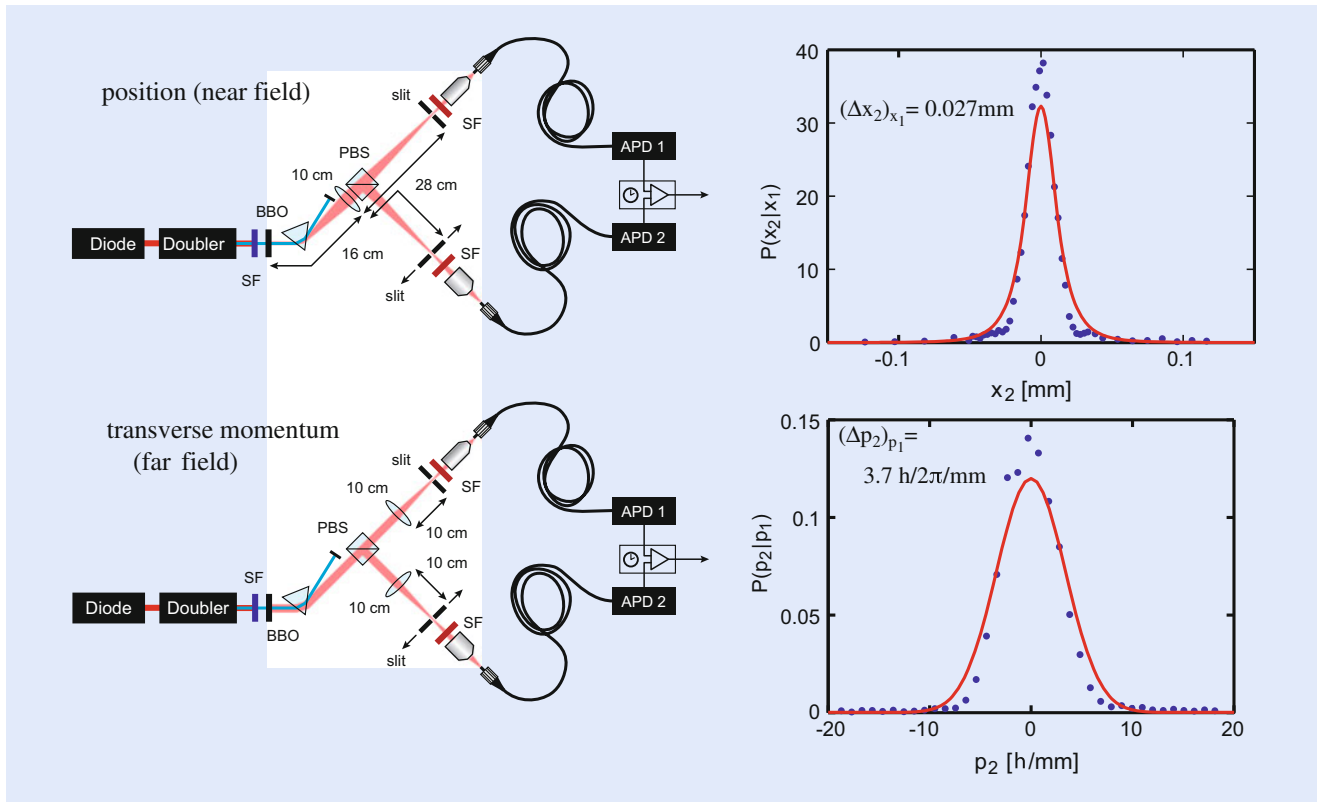 position (near field)
slit
SF
PBS
10 cm
28 cm
BBO
16 cm
Diode
Doubler
SF
slit
SF
APD 1
APD 2
40
30
20
10
0
P(x2|x1)
(Δx2)x1= 0.027mm
-0.1
0
0.1
x2 [mm]
transverse momentum
(far field)
slit
SF
10 cm
PBS
10 cm
10 cm
SF
10 cm
Diode
Doubler
BBO
SF
slit
APD 1
APD 2
0.15
0.1
0.05
0
P(p2|p1)
(Δp2)p1=
3.7 h/2π/mm
-20
-10
0
10
20
p2 [h/mm]